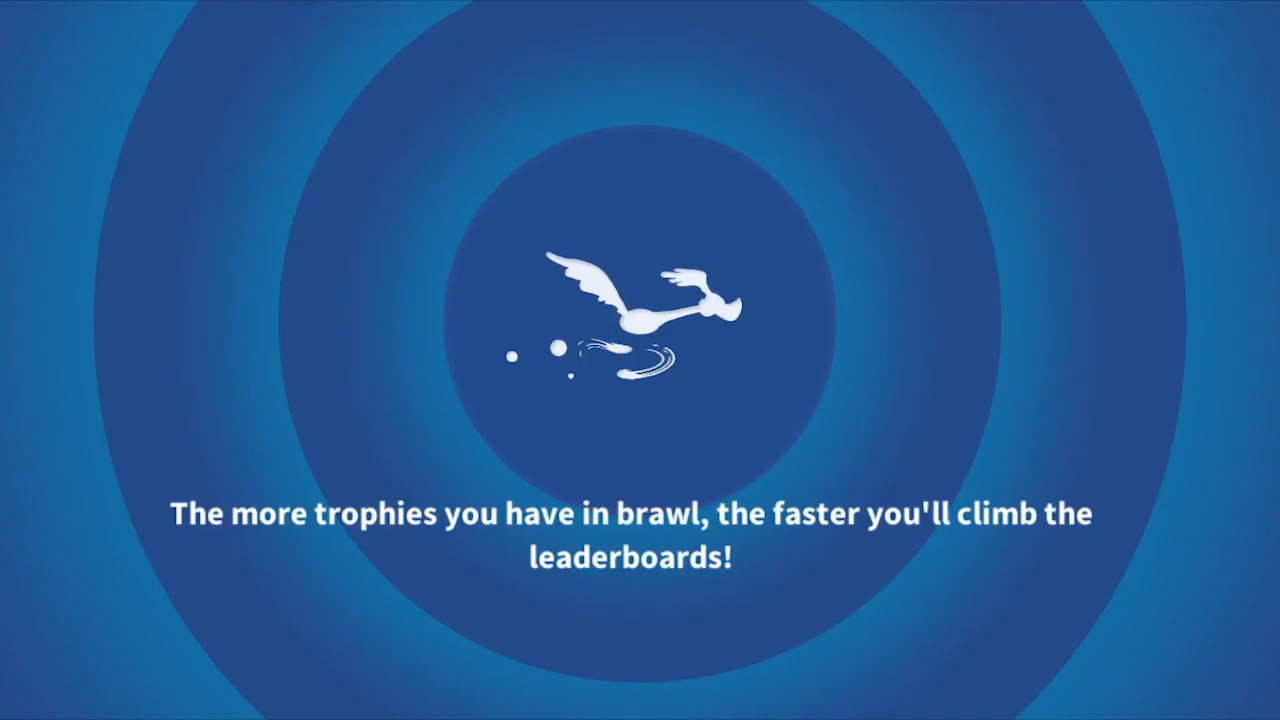 The more trophies you have in brawl, the faster you'll climb the
leaderboards!